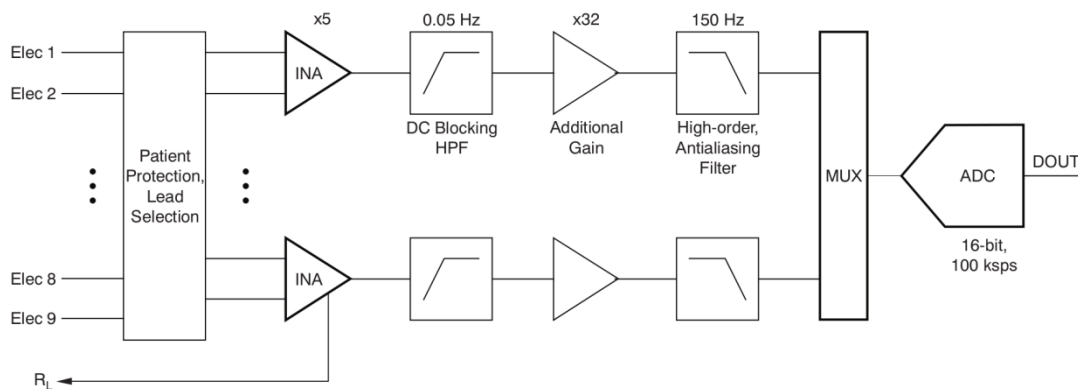 x5
0.05 Hz
x32
150 Hz
Elec 1
Elec 2
INA
DC Blocking
HPF
Additional
Gain
High-order,
Antialiasing
Filter
Patient
Protection,
Lead
Selection
MUX
ADC
DOUT
16-bit,
100 ksps
Elec 8
Elec 9
INA
RL